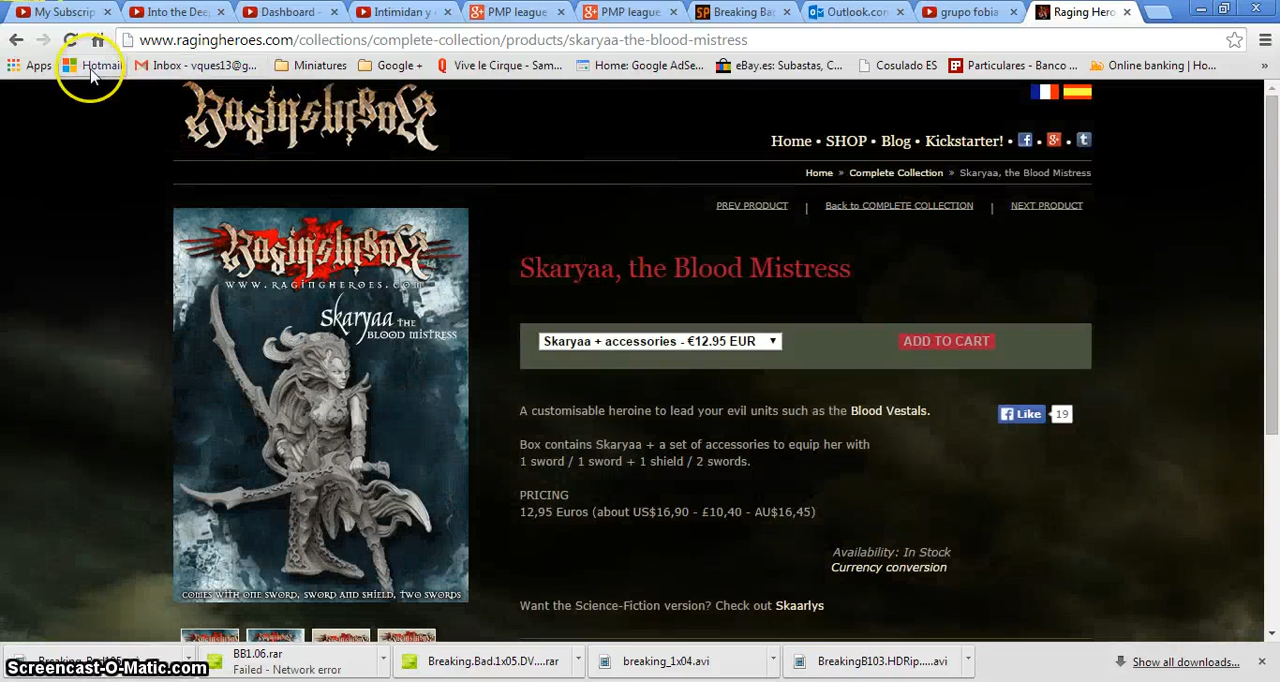 My Subscrip
Into the Dee
Dashboard -
Intimidan y
PMP league
PMP league
Breaking Ba
Outlook.con
grupo fobia
Raging Hero
www.ragingheroes.com/collections/complete-collection/products/skaryaa-the-blood-mistress
Apps
Hotmail
Inbox - vques13@g...
Miniatures
Google +
Vive le Cirque - Sam...
Home: Google AdSe...
eBay.es: Subastas, C...
Cosulado ES
Particulares - Banco ...
Online banking | Ho...
»
RagingHeroes
Home • SHOP • Blog • Kickstarter! •
Home » Complete Collection » Skaryaa, the Blood Mistress
PREV PRODUCT | Back to COMPLETE COLLECTION | NEXT PRODUCT
RagingHeroes
WWW.RAGINGHEROES.COM
Skaryaa THE
BLOOD MISTRESS
COMES WITH ONE SWORD, SWORD AND SHIELD, TWO SWORDS
Skaryaa, the Blood Mistress
Skaryaa + accessories - €12.95 EUR
ADD TO CART
A customisable heroine to lead your evil units such as the Blood Vestals.
Like 19
Box contains Skaryaa + a set of accessories to equip her with
1 sword / 1 sword + 1 shield / 2 swords.
PRICING
12,95 Euros (about US$16,90 - £10,40 - AU$16,45)
Availability: In Stock
Currency conversion
Want the Science-Fiction version? Check out Skaarlys
BB1.06.rar
Failed - Network error
Breaking.Bad.1x05.DV....rar
breaking_1x04.avi
BreakingB103.HDRip....avi
Show all downloads...
Screencast-O-Matic.com